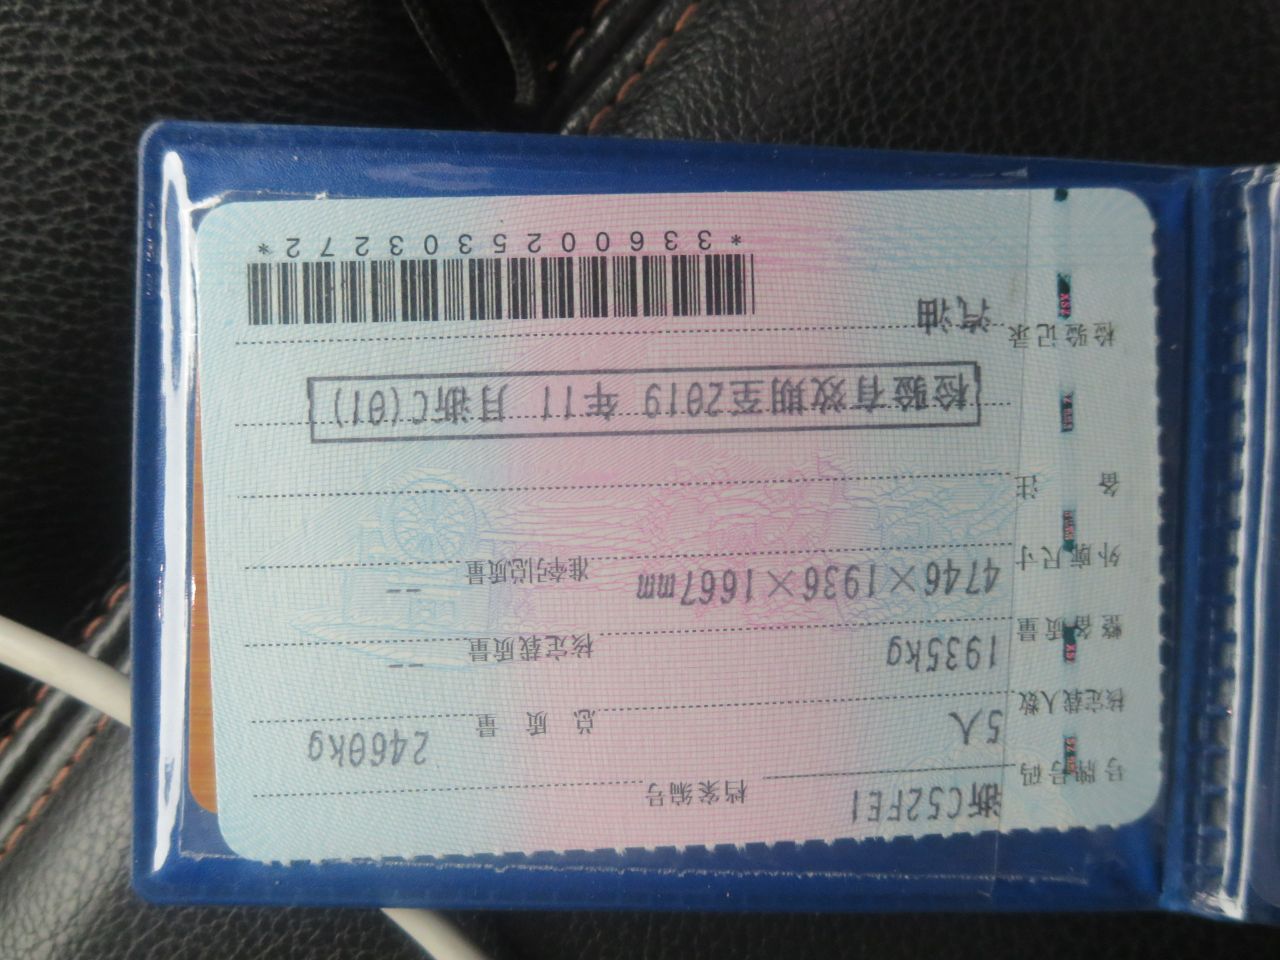 号牌号码 浙C52FE1 档案编号
核定载人数 5人 总质量 2460kg
整备质量 1935kg 核定载质量 --
外廓尺寸 4746×1936×1667mm 准牵引总质量 --
备注
检验有效期至2019年11月浙C(01)
检验记录 汽油
*3360025303272*